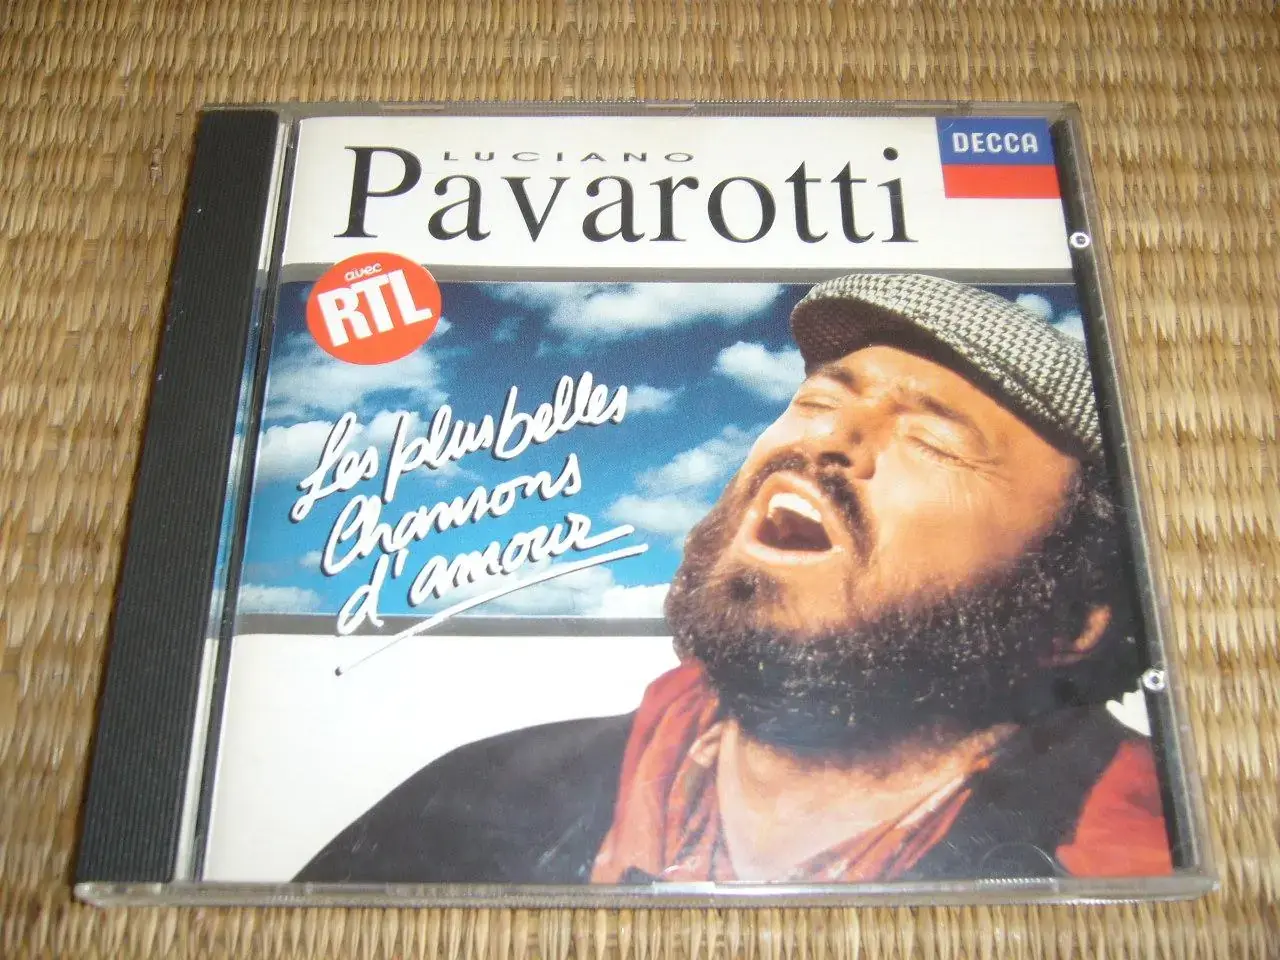 LUCIANO
Pavarotti
DECCA
avec
RTL
Les plus belles
Chansons
d'amour